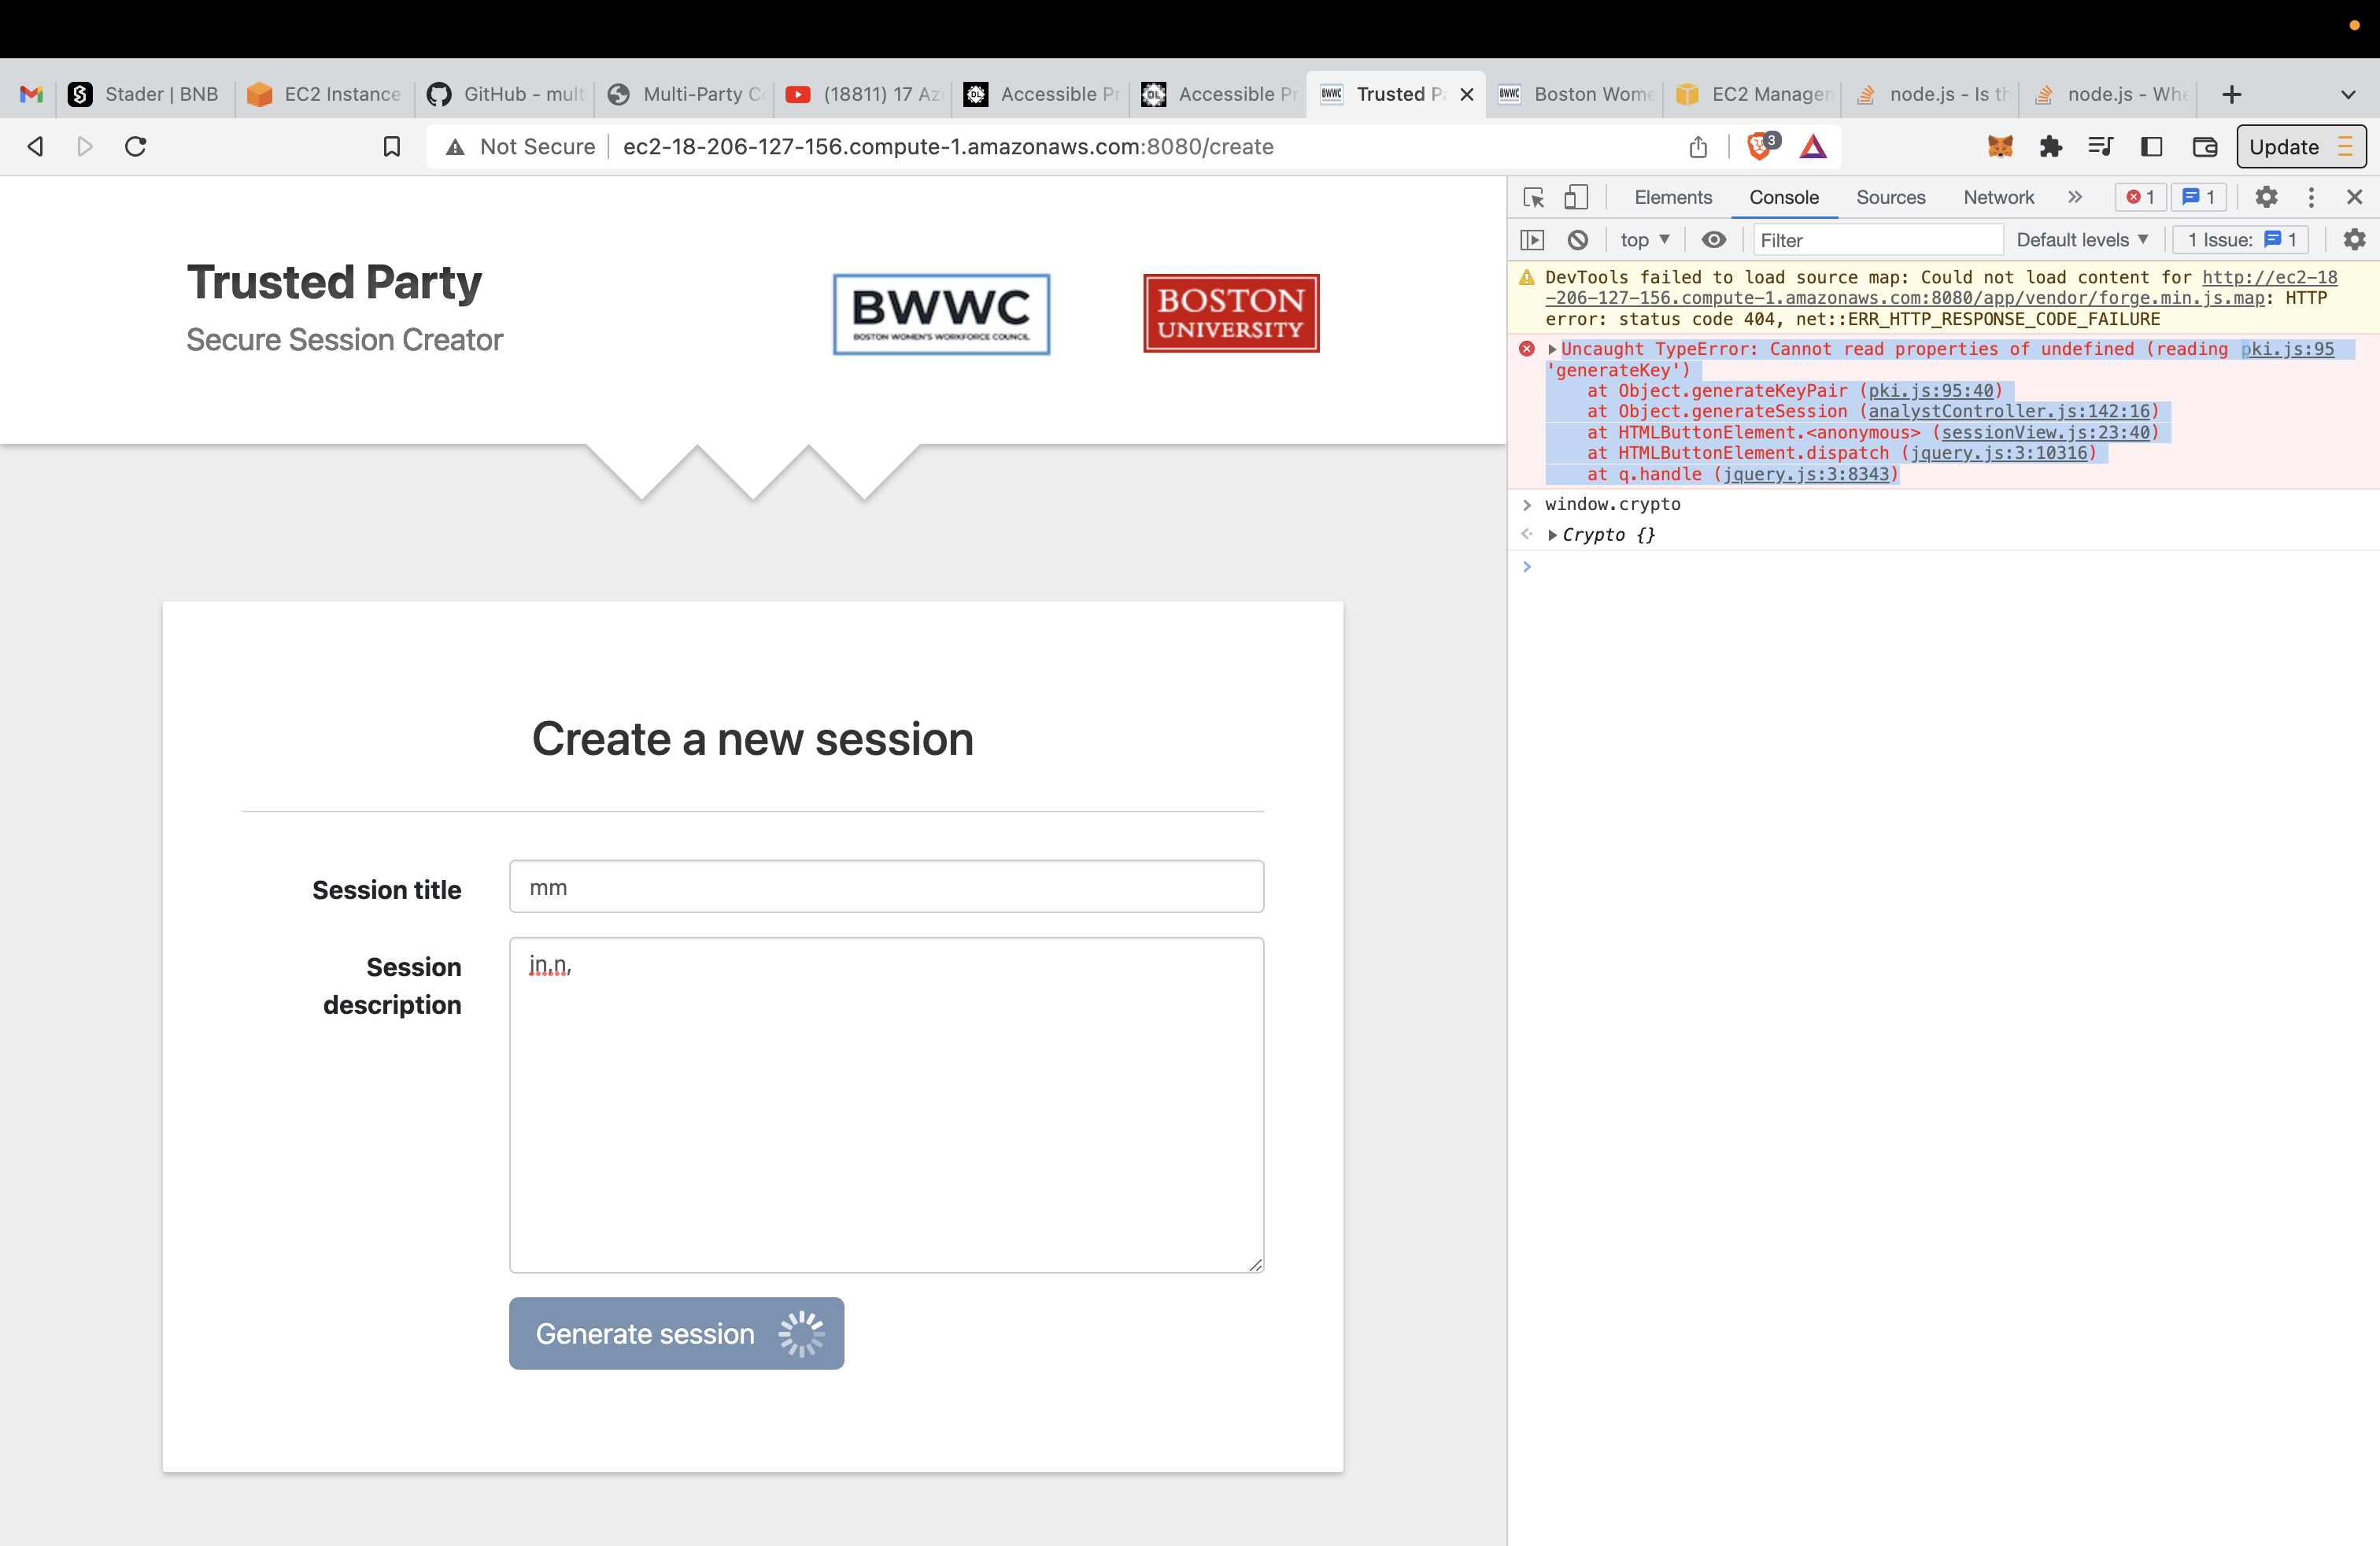 Stader | BNB
EC2 Instance
GitHub - mult
Multi-Party Co
(18811) 17 Az
Accessible Pr
Accessible Pr
BWWC
Trusted Pa
BWWC
Boston Wome
EC2 Managem
node.js - Is th
node.js - Whe
Not Secure
ec2-18-206-127-156.compute-1.amazonaws.com:8080/create
3
Update
Trusted Party
Secure Session Creator
BWWC
BOSTON WOMEN'S WORKFORCE COUNCIL
BOSTON
UNIVERSITY
Create a new session
Session title
mm
Session
description
jn,n,
Generate session
Elements
Console
Sources
Network
1
1
top
Filter
Default levels
1 Issue:
1
DevTools failed to load source map: Could not load content for http://ec2-18
-206-127-156.compute-1.amazonaws.com:8080/app/vendor/forge.min.js.map: HTTP
error: status code 404, net::ERR_HTTP_RESPONSE_CODE_FAILURE
Uncaught TypeError: Cannot read properties of undefined (reading pki.js:95
'generateKey')
at Object.generateKeyPair (pki.js:95:40)
at Object.generateSession (analystController.js:142:16)
at HTMLButtonElement.<anonymous> (sessionView.js:23:40)
at HTMLButtonElement.dispatch (jquery.js:3:10316)
at q.handle (jquery.js:3:8343)
window.crypto
Crypto {}